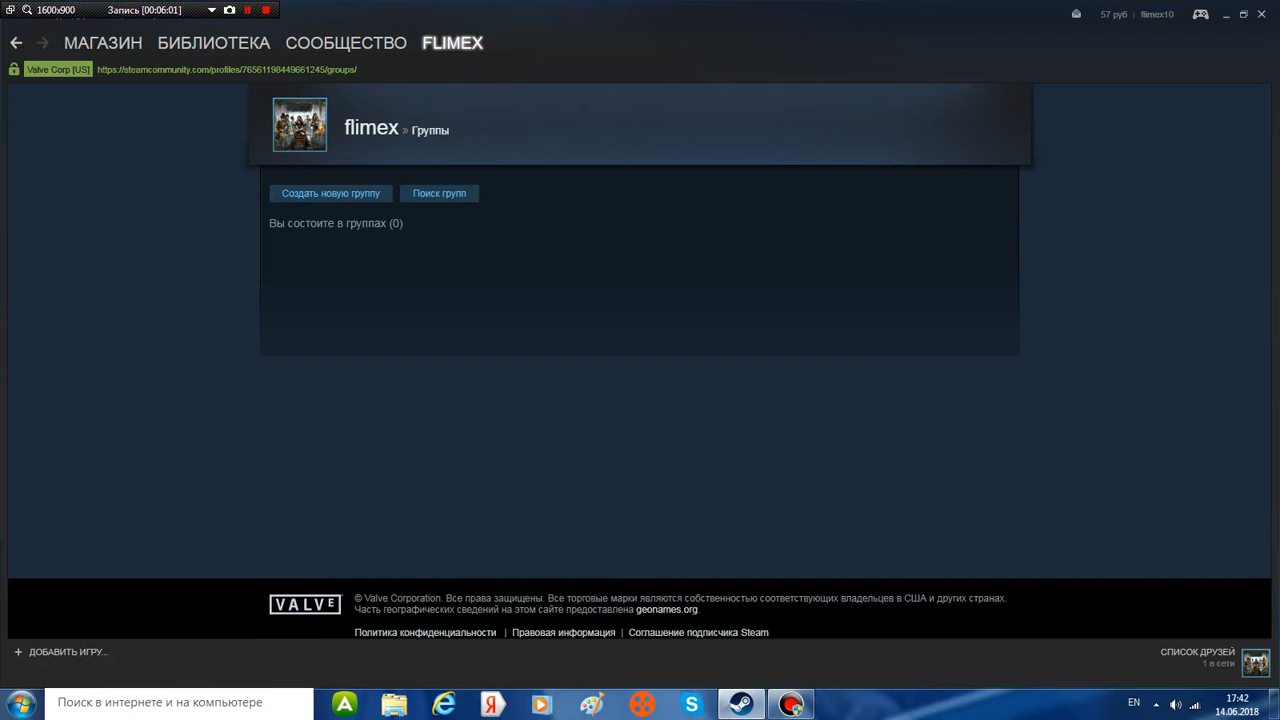 1600x900 Запись [00:06:01]
57 руб flimex10
МАГАЗИН БИБЛИОТЕКА СООБЩЕСТВО FLIMEX
Valve Corp [US] https://steamcommunity.com/profiles/76561198449661245/groups/
flimex » Группы
Создать новую группу Поиск групп
Вы состоите в группах (0)
VALVE
© Valve Corporation. Все права защищены. Все торговые марки являются собственностью соответствующих владельцев в США и других странах.
Часть географических сведений на этом сайте предоставлена geonames.org.
Политика конфиденциальности | Правовая информация | Соглашение подписчика Steam
+ ДОБАВИТЬ ИГРУ...
СПИСОК ДРУЗЕЙ
1 в сети
Поиск в интернете и на компьютере
EN
17:42
14.06.2018